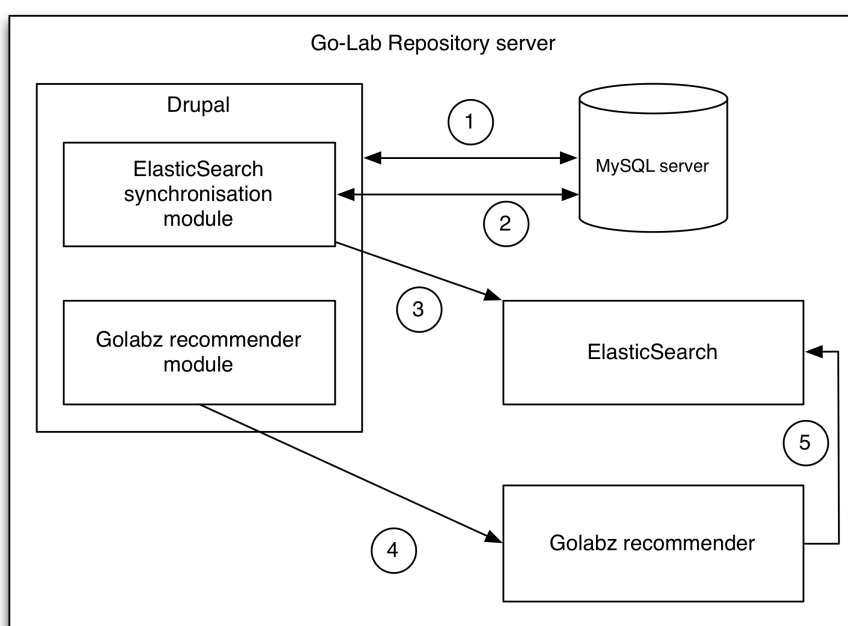 Go-Lab Repository server
Drupal
1
ElasticSearch
synchronisation
module
MySQL server
2
3
Golabz recommender
module
ElasticSearch
5
4
Golabz recommender